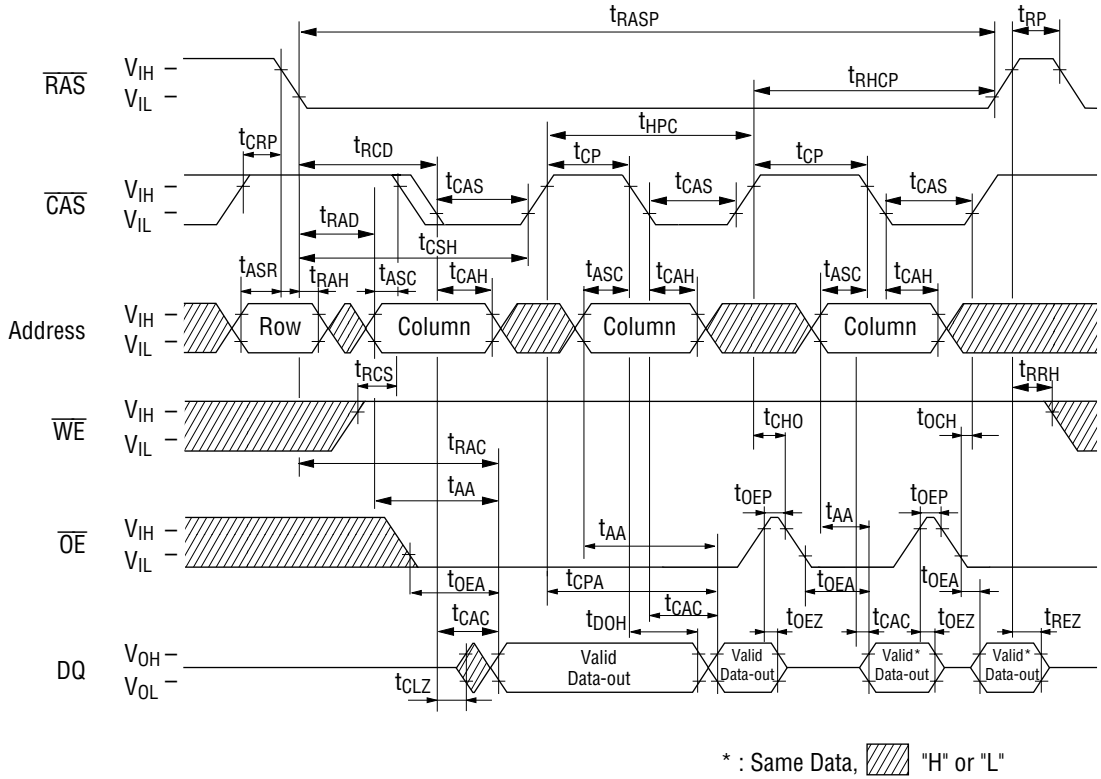 tRASP tRP
RAS VIH VIL
tRHCP
tHPC
tCRP tRCD tCP tCP
CAS VIH VIL
tCAS tCAS tCAS
tRAD
tCSH
tASR tRAH tASC tCAH tASC tCAH tASC tCAH
Address VIH VIL
Row Column Column Column
tRCS tRRH
WE VIH VIL
tCHO tOCH
tRAC
tAA
tOEP tOEP
OE VIH VIL
tAA tAA
tOEA tCPA tOEA tOEA
tCAC tDOH tCAC tOEZ tCAC tOEZ tREZ
DQ VOH VOL
Valid Data-out
Valid Data-out
Valid* Data-out
Valid* Data-out
tCLZ
* : Same Data, "H" or "L"